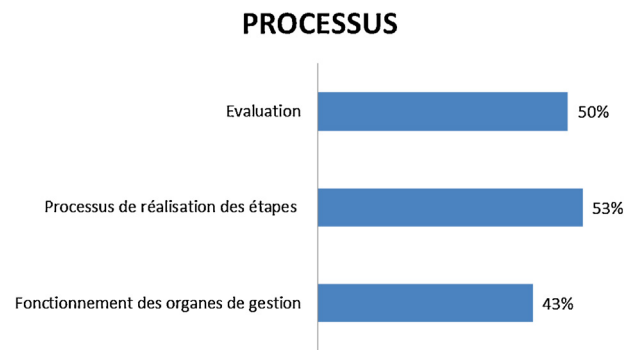 PROCESSUS
Evaluation 50%
Processus de réalisation des étapes 53%
Fonctionnement des organes de gestion 43%